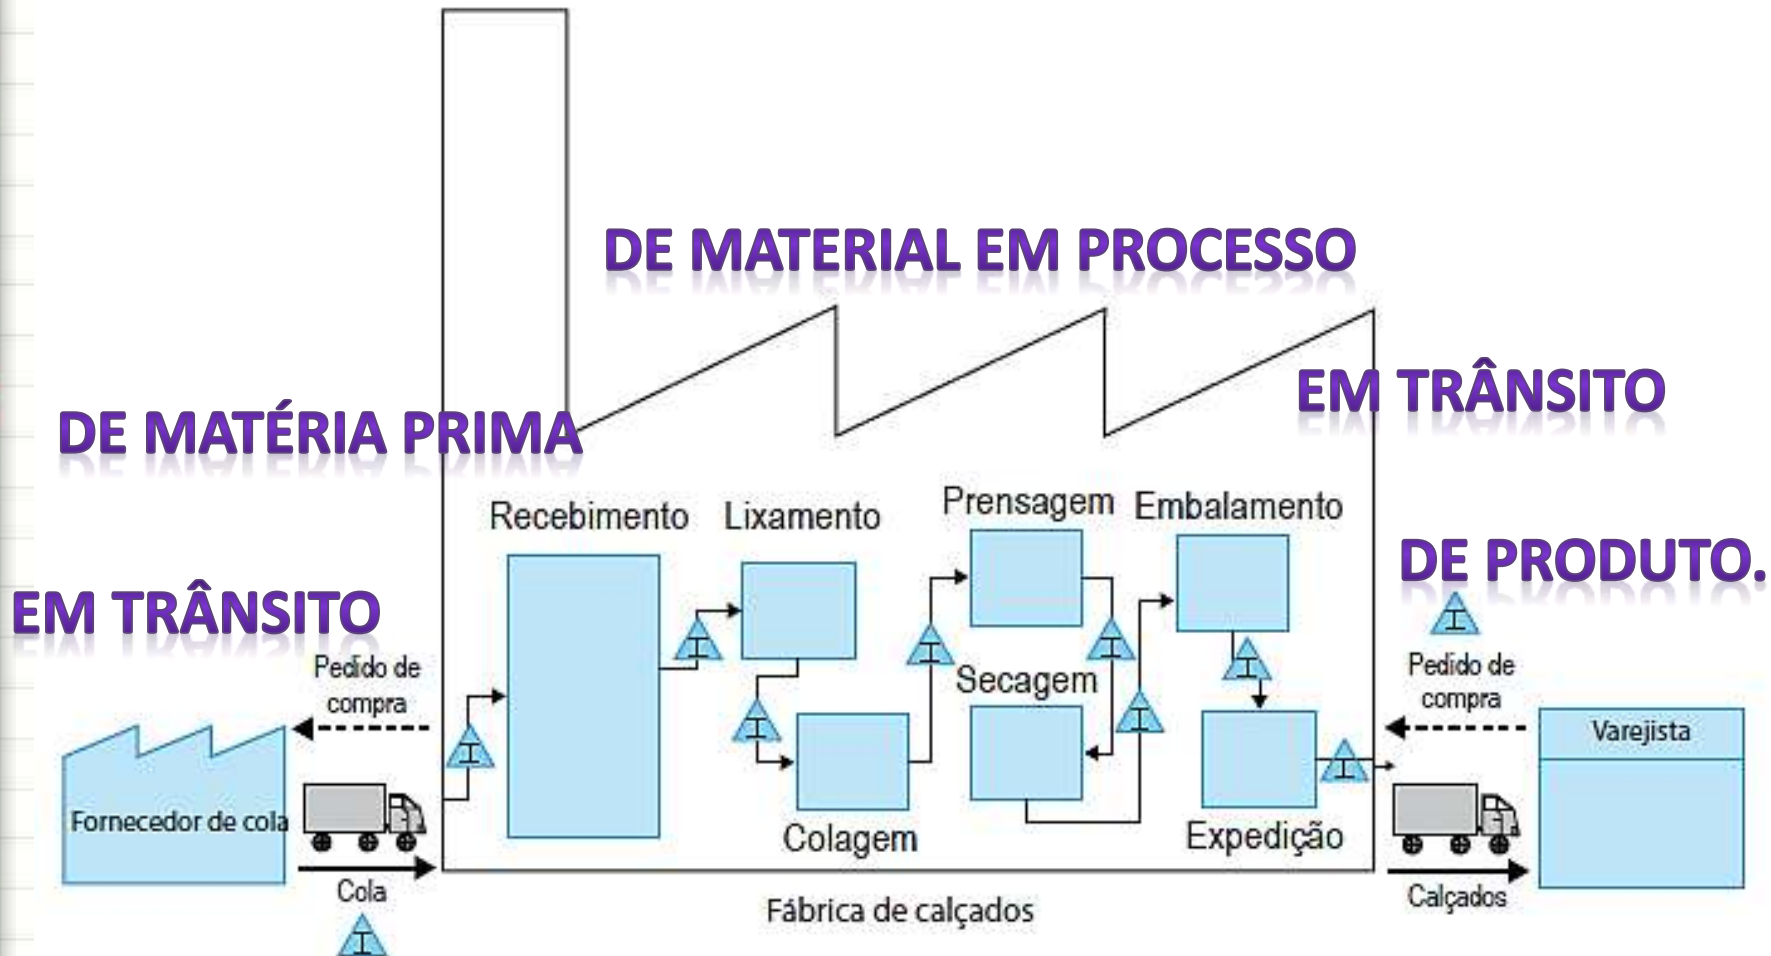 DE MATERIAL EM PROCESSO
EM TRÂNSITO
DE MATÉRIA PRIMA
Recebimento
Lixamento
Prensagem
Embalamento
DE PRODUTO.
EM TRÂNSITO
I
Pedido de
compra
I
I
I
I
Pedido de
compra
Secagem
I
I
I
Varejista
I
I
Fornecedor de cola
Colagem
Expedição
Cola
Calçados
Fábrica de calçados
I